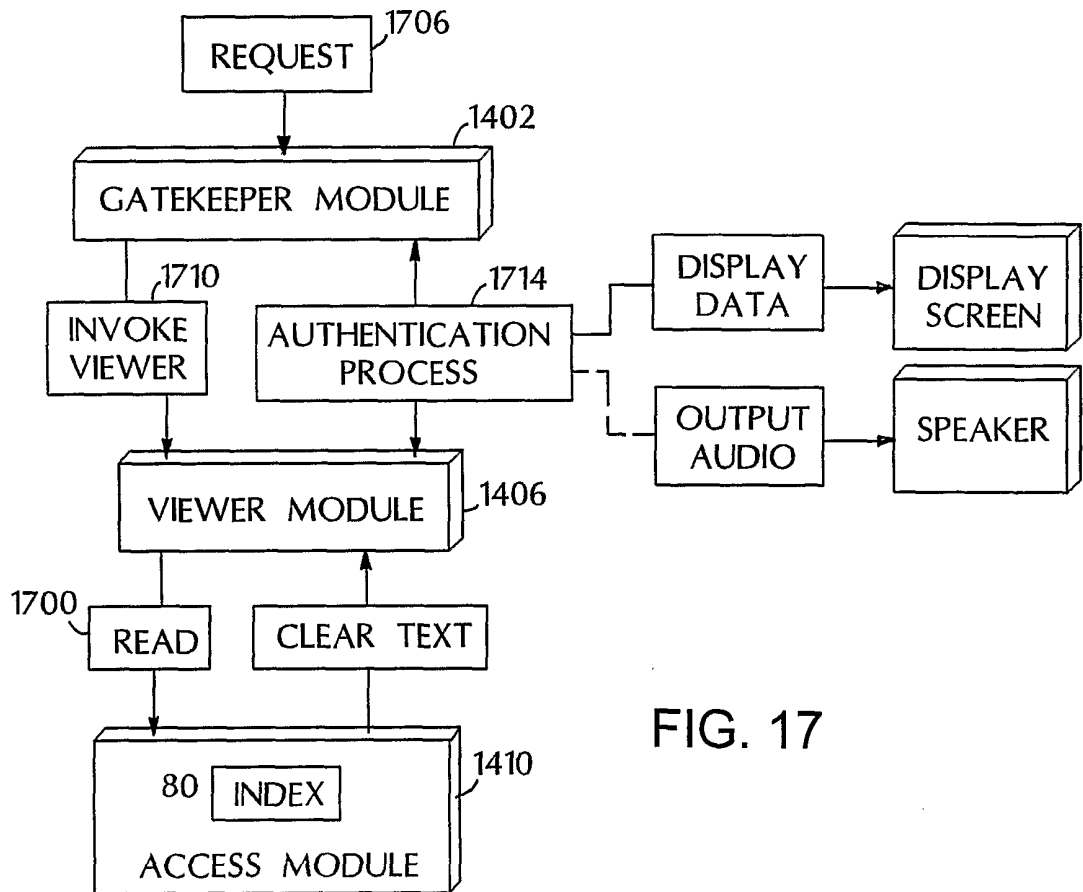 1706
REQUEST
1402
GATEKEEPER MODULE
1710
INVOKE
VIEWER
1714
AUTHENTICATION
PROCESS
DISPLAY
DATA
DISPLAY
SCREEN
OUTPUT
AUDIO
SPEAKER
VIEWER MODULE
1406
1700
READ
CLEAR TEXT
80
INDEX
1410
ACCESS MODULE
FIG. 17